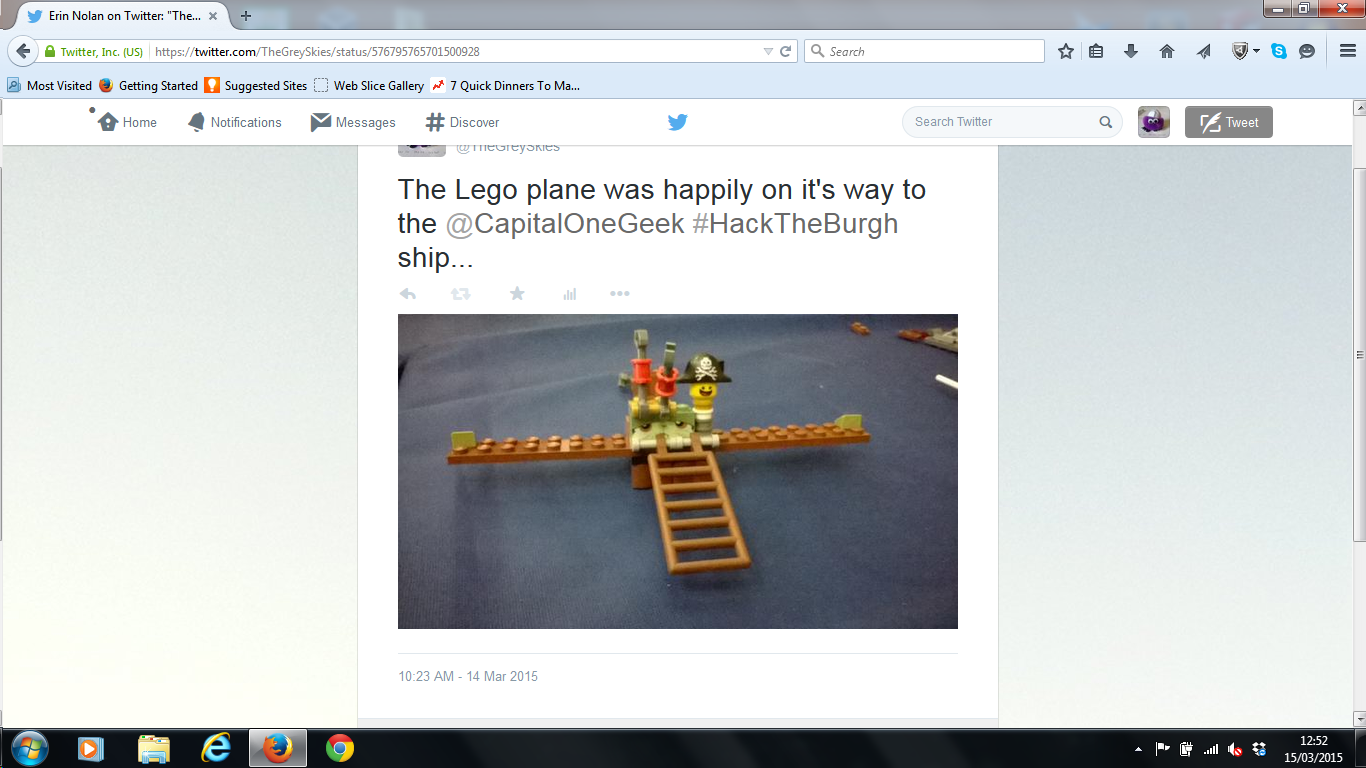 Erin Nolan on Twitter: "The...
Twitter, Inc. (US) https://twitter.com/TheGreySkies/status/576795765701500928
Search
Most Visited Getting Started Suggested Sites Web Slice Gallery 7 Quick Dinners To Ma...
Home Notifications Messages Discover Search Twitter Tweet
@TheGreySkies
The Lego plane was happily on it's way to
the @CapitalOneGeek #HackTheBurgh
ship...
10:23 AM - 14 Mar 2015
12:52
15/03/2015